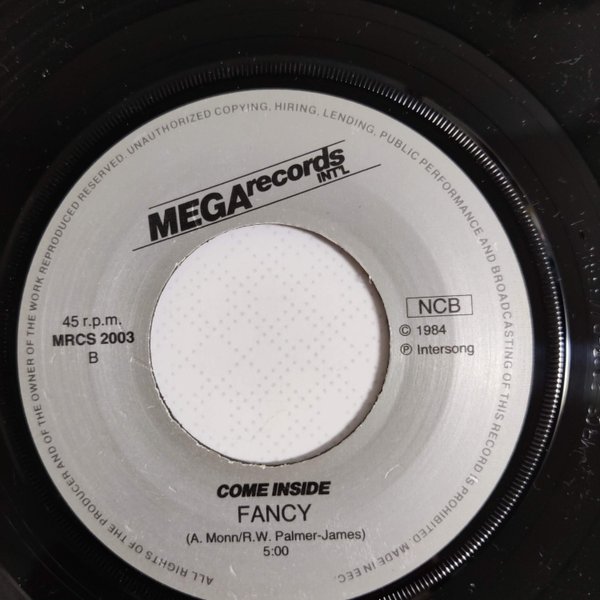 ALL RIGHTS OF THE PRODUCER AND OF THE OWNER OF THE WORK REPRODUCED RESERVED. UNAUTHORIZED COPYING, HIRING, LENDING, PUBLIC PERFORMANCE AND BROADCASTING OF THIS RECORD IS PROHIBITED. MADE IN EEC.
MEGA records
INT'L
45 r.p.m.
MRCS 2003
B
NCB
© 1984
℗ Intersong
COME INSIDE
FANCY
(A. Monn/R.W. Palmer-James)
5:00